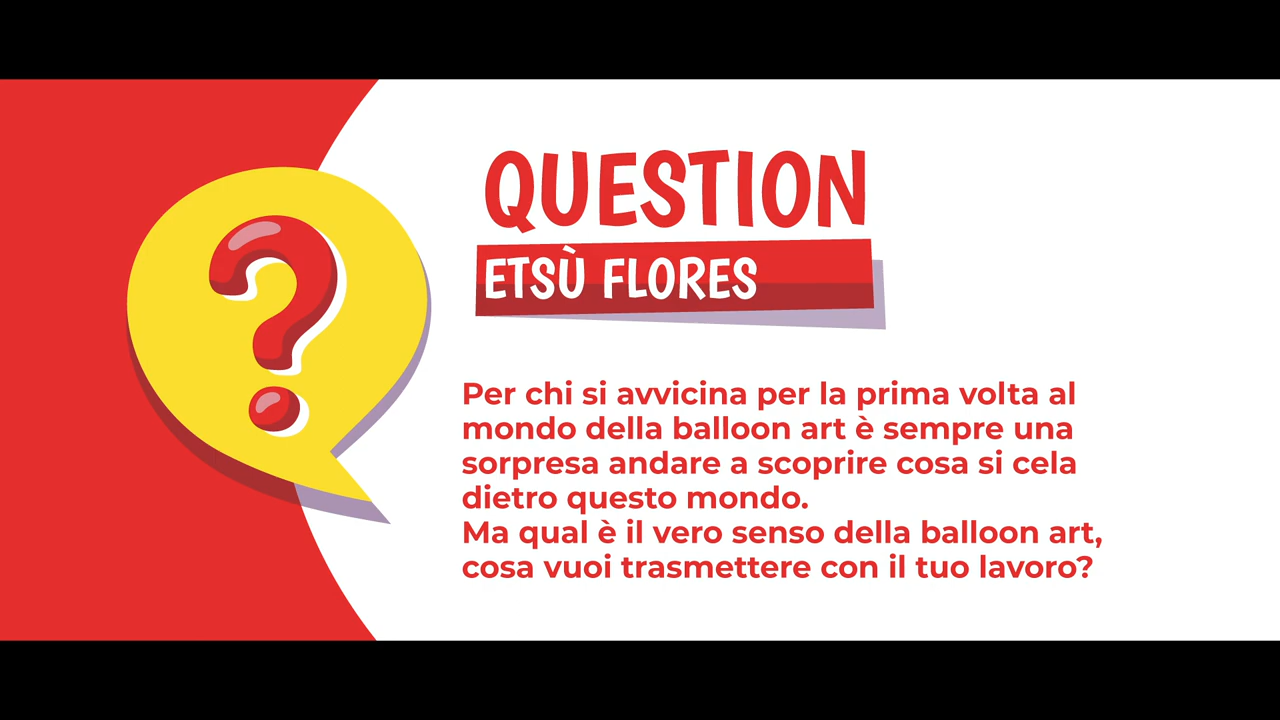 QUESTION
ETSÙ FLORES
Per chi si avvicina per la prima volta al
mondo della balloon art è sempre una
sorpresa andare a scoprire cosa si cela
dietro questo mondo.
Ma qual è il vero senso della balloon art,
cosa vuoi trasmettere con il tuo lavoro?